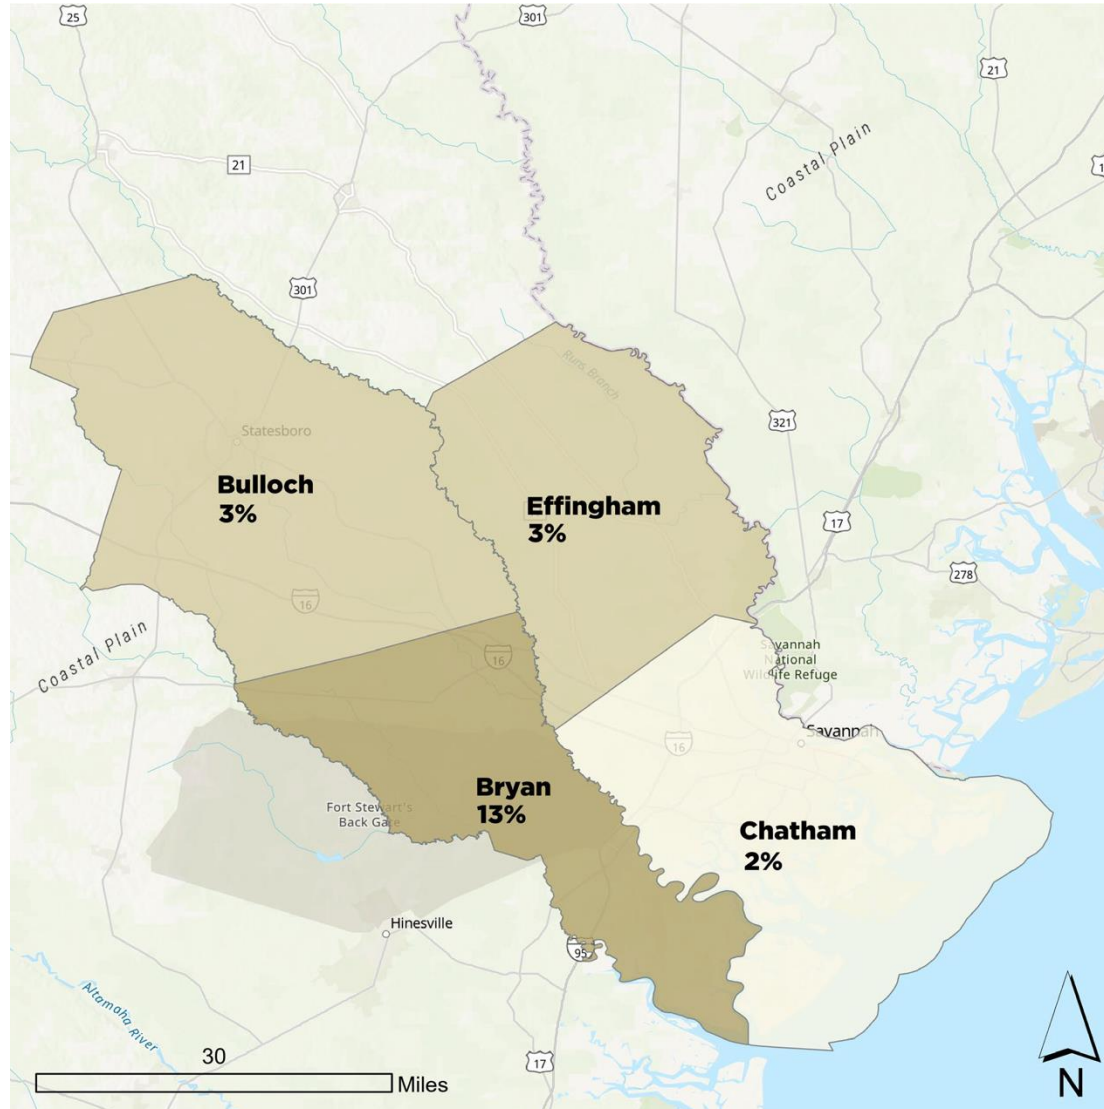 25
301
21
Coastal Plain
1
21
301
Runs Branch
321
Statesboro
Bulloch
3%
Effingham
3%
17
278
16
Coastal Plain
16
Savannah
National
Wildlife Refuge
16
Savannah
Bryan
13%
Fort Stewart's
Back Gate
Chatham
2%
Hinesville
95
Altamaha River
30
Miles
17
N